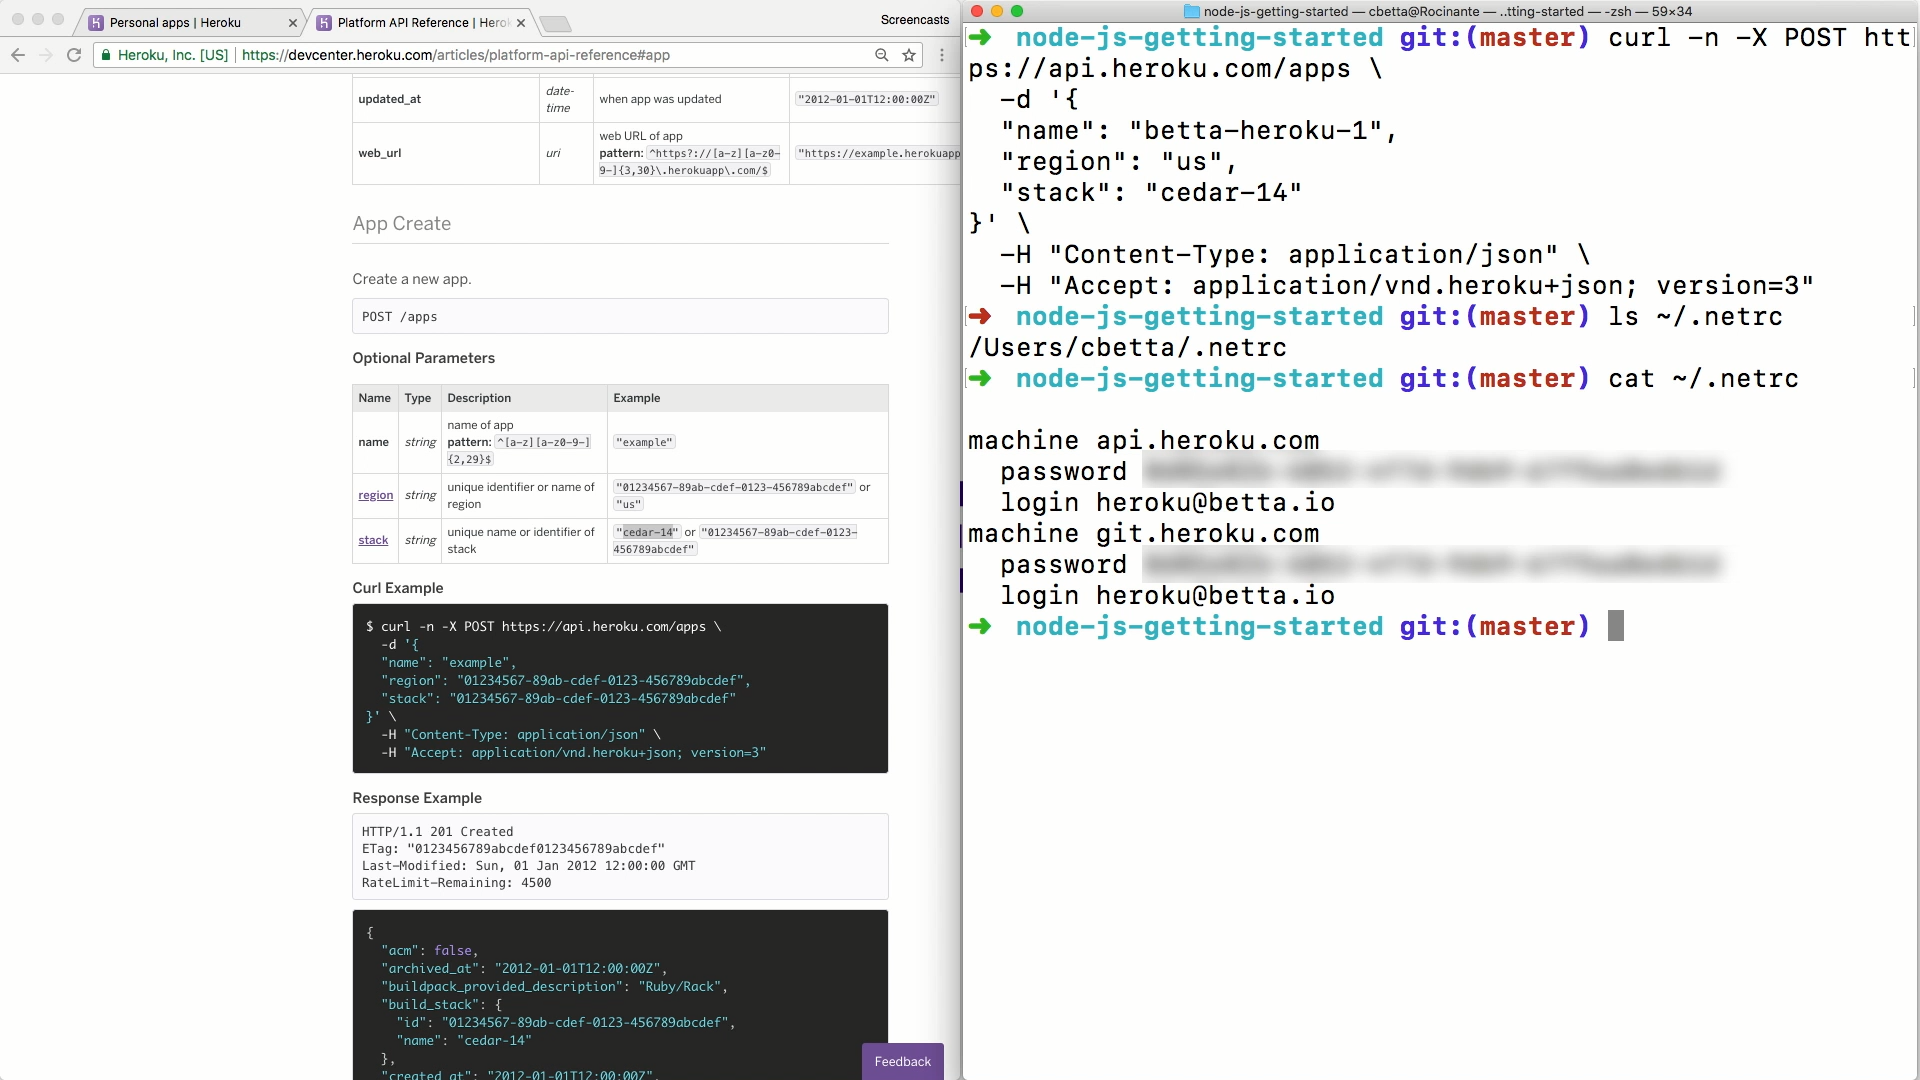 Personal apps | Heroku
Platform API Reference | Herok
Screencasts
Heroku, Inc. [US]
https://devcenter.heroku.com/articles/platform-api-reference#app
updated_at
date-
time
when app was updated
"2012-01-01T12:00:00Z"
web_url
uri
web URL of app
pattern: ^https?://[a-z][a-z0-
9-]{3,30}\.herokuapp\.com/$
"https://example.herokuapp
App Create
Create a new app.
POST /apps
Optional Parameters
Name Type Description Example
name
string
name of app
pattern: ^[a-z][a-z0-9-]
{2,29}$
"example"
region
string
unique identifier or name of
region
"01234567-89ab-cdef-0123-456789abcdef" or
"us"
stack
string
unique name or identifier of
stack
"cedar-14" or "01234567-89ab-cdef-0123-
456789abcdef"
Curl Example
$ curl -n -X POST https://api.heroku.com/apps \
-d '{
"name": "example",
"region": "01234567-89ab-cdef-0123-456789abcdef",
"stack": "01234567-89ab-cdef-0123-456789abcdef"
}' \
-H "Content-Type: application/json" \
-H "Accept: application/vnd.heroku+json; version=3"
Response Example
HTTP/1.1 201 Created
ETag: "0123456789abcdef0123456789abcdef"
Last-Modified: Sun, 01 Jan 2012 12:00:00 GMT
RateLimit-Remaining: 4500
{
"acm": false,
"archived_at": "2012-01-01T12:00:00Z",
"buildpack_provided_description": "Ruby/Rack",
"build_stack": {
"id": "01234567-89ab-cdef-0123-456789abcdef",
"name": "cedar-14"
},
"created_at": "2012-01-01T12:00:00Z",
Feedback
node-js-getting-started — cbetta@Rocinante — ..tting-started — -zsh — 59×34
➜ node-js-getting-started git:(master) curl -n -X POST htt
ps://api.heroku.com/apps \
-d '{
"name": "betta-heroku-1",
"region": "us",
"stack": "cedar-14"
}' \
-H "Content-Type: application/json" \
-H "Accept: application/vnd.heroku+json; version=3"
➜ node-js-getting-started git:(master) ls ~/.netrc
/Users/cbetta/.netrc
➜ node-js-getting-started git:(master) cat ~/.netrc
machine api.heroku.com
password
login heroku@betta.io
machine git.heroku.com
password
login heroku@betta.io
➜ node-js-getting-started git:(master)